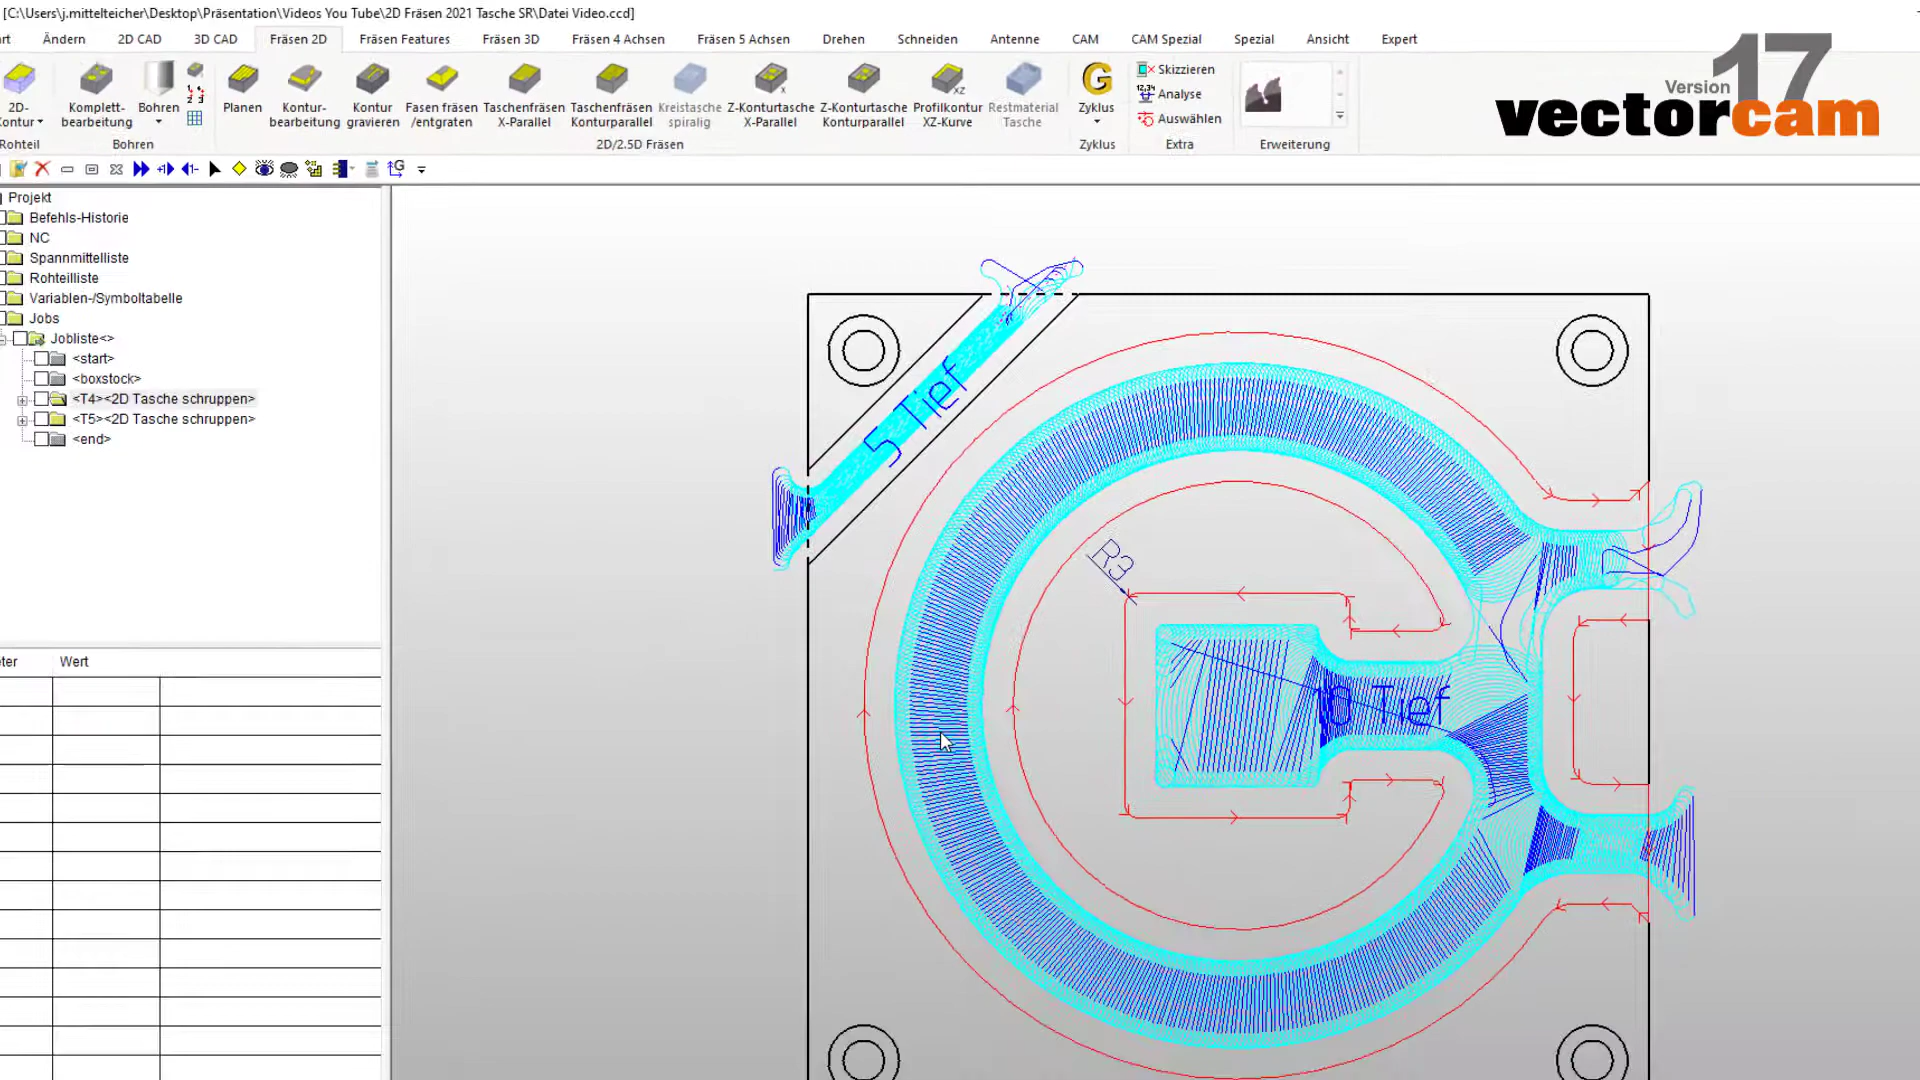 [C:\Users\j.mittelteicher\Desktop\Präsentation\Videos You Tube\2D Fräsen 2021 Tasche SR\Datei Video.ccd]
Ändern 2D CAD 3D CAD Fräsen 2D Fräsen Features Fräsen 3D Fräsen 4 Achsen Fräsen 5 Achsen Drehen Schneiden Antenne CAM CAM Spezial Spezial Ansicht Expert
2D-
Kontur
Komplett-
bearbeitung
Bohren
Planen
Kontur-
bearbeitung
Kontur
gravieren
Fasen fräsen
/entgraten
Taschenfräsen
X-Parallel
Taschenfräsen
Konturparallel
Kreistasche
spiralig
Z-Konturtasche
X-Parallel
Z-Konturtasche
Konturparallel
Profilkontur
XZ-Kurve
Restmaterial
Tasche
Zyklus
Skizzieren
Analyse
Auswählen
Rohteil
Bohren
2D/2.5D Fräsen
Zyklus
Extra
Erweiterung
Version 17
vectorcam
Projekt
Befehls-Historie
NC
Spannmittelliste
Rohteilliste
Variablen-/Symboltabelle
Jobs
Jobliste<>
<start>
<boxstock>
<T4><2D Tasche schruppen>
<T5><2D Tasche schruppen>
<end>
Wert
5 Tief
R3
10 Tief